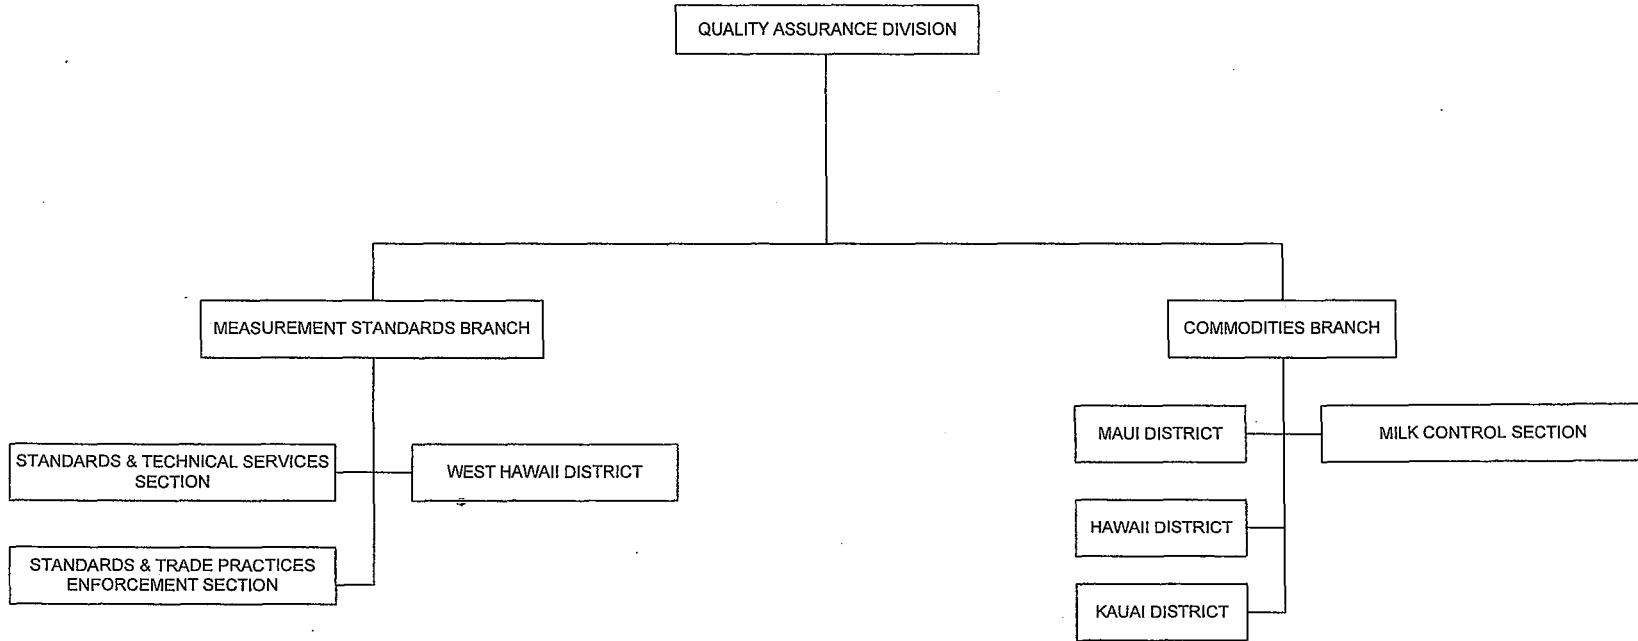 QUALITY ASSURANCE DIVISION
MEASUREMENT STANDARDS BRANCH
COMMODITIES BRANCH
STANDARDS & TECHNICAL SERVICES
SECTION
WEST HAWAII DISTRICT
STANDARDS & TRADE PRACTICES
ENFORCEMENT SECTION
MAUI DISTRICT
MILK CONTROL SECTION
HAWAII DISTRICT
KAUAI DISTRICT